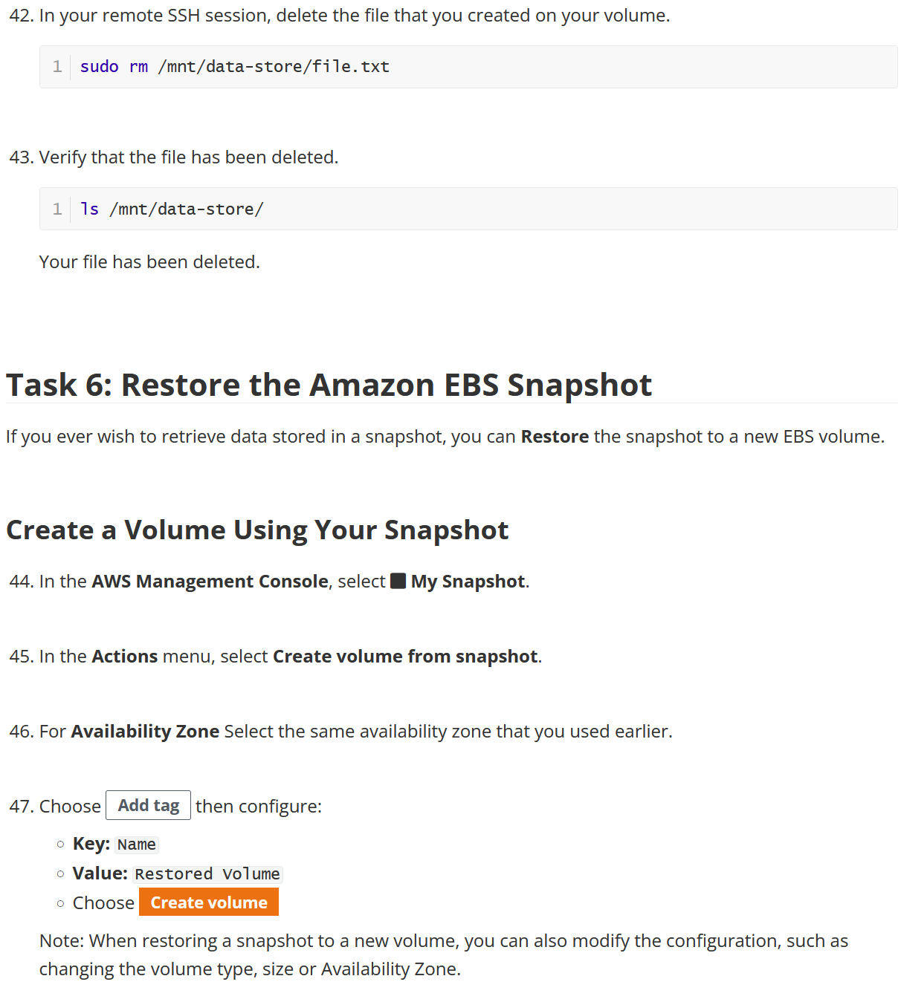 42. In your remote SSH session, delete the file that you created on your volume.
1 sudo rm /mnt/data-store/file.txt
43. Verify that the file has been deleted.
1 ls /mnt/data-store/
Your file has been deleted.
Task 6: Restore the Amazon EBS Snapshot
If you ever wish to retrieve data stored in a snapshot, you can Restore the snapshot to a new EBS volume.
Create a Volume Using Your Snapshot
44. In the AWS Management Console, select My Snapshot.
45. In the Actions menu, select Create volume from snapshot.
46. For Availability Zone Select the same availability zone that you used earlier.
47. Choose Add tag then configure:
Key: Name
Value: Restored Volume
Choose Create volume
Note: When restoring a snapshot to a new volume, you can also modify the configuration, such as
changing the volume type, size or Availability Zone.